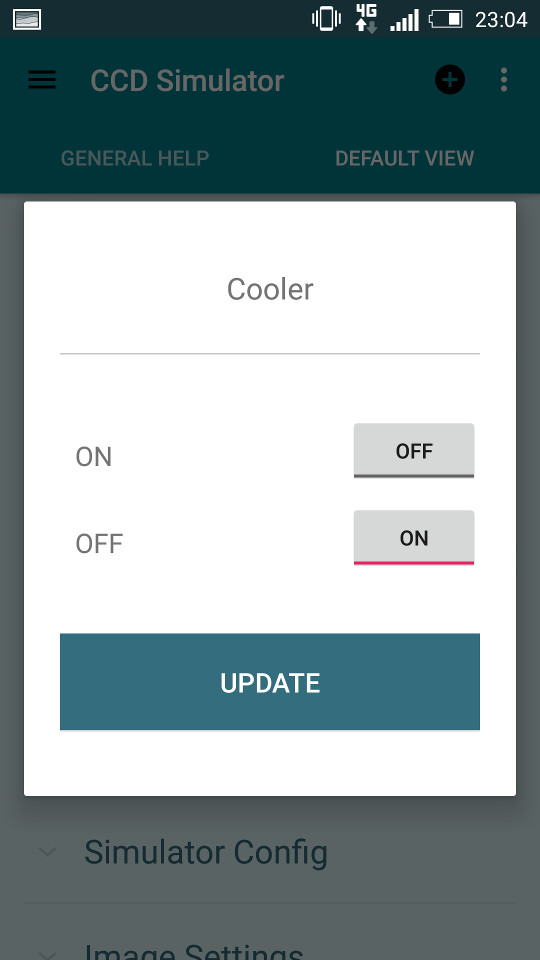 4G
23:04
CCD Simulator
GENERAL HELP
DEFAULT VIEW
Cooler
ON
OFF
OFF
ON
UPDATE
Simulator Config
Image Settings